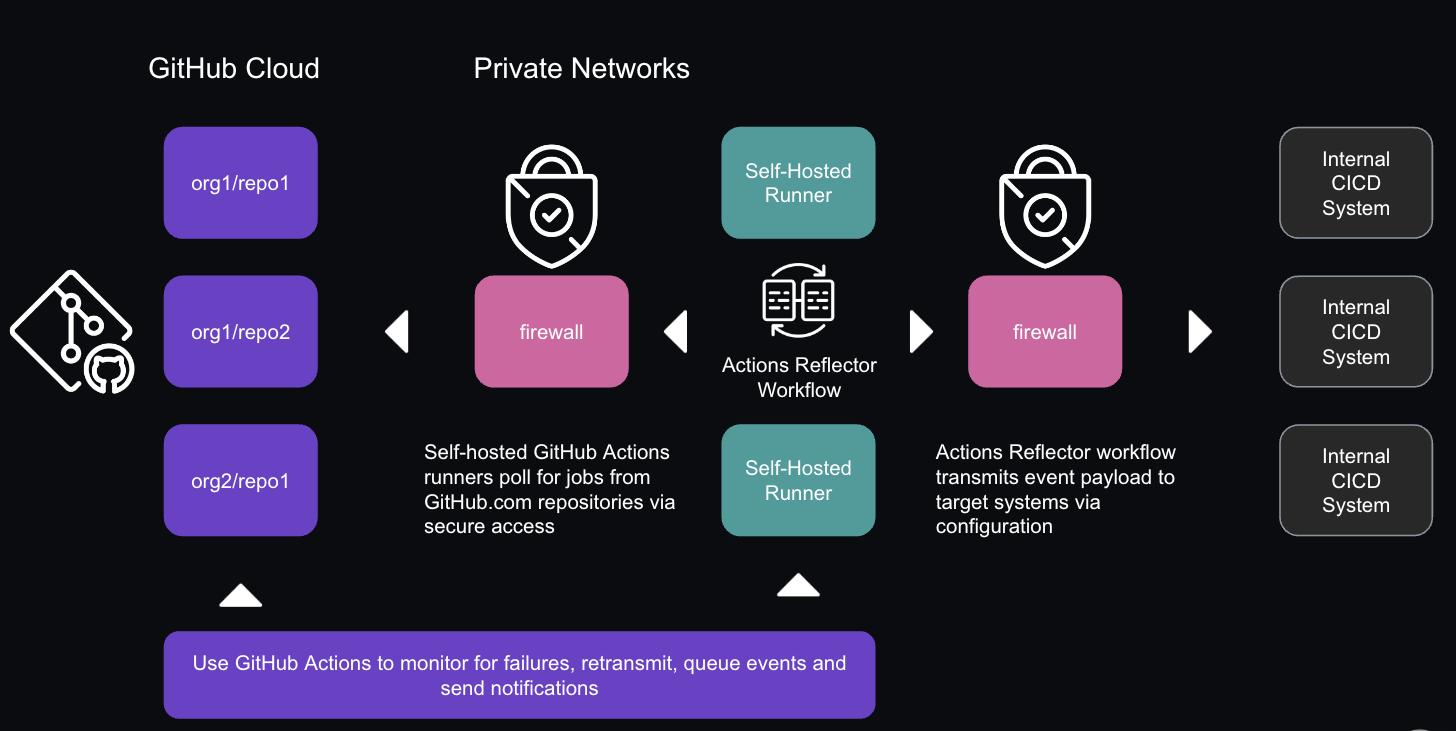 GitHub Cloud
Private Networks
org1/repo1
org1/repo2
org2/repo1
firewall
Self-hosted GitHub Actions
runners poll for jobs from
GitHub.com repositories via
secure access
Self-Hosted
Runner
Actions Reflector
Workflow
Self-Hosted
Runner
firewall
Actions Reflector workflow
transmits event payload to
target systems via
configuration
Internal
CICD
System
Internal
CICD
System
Internal
CICD
System
Use GitHub Actions to monitor for failures, retransmit, queue events and
send notifications